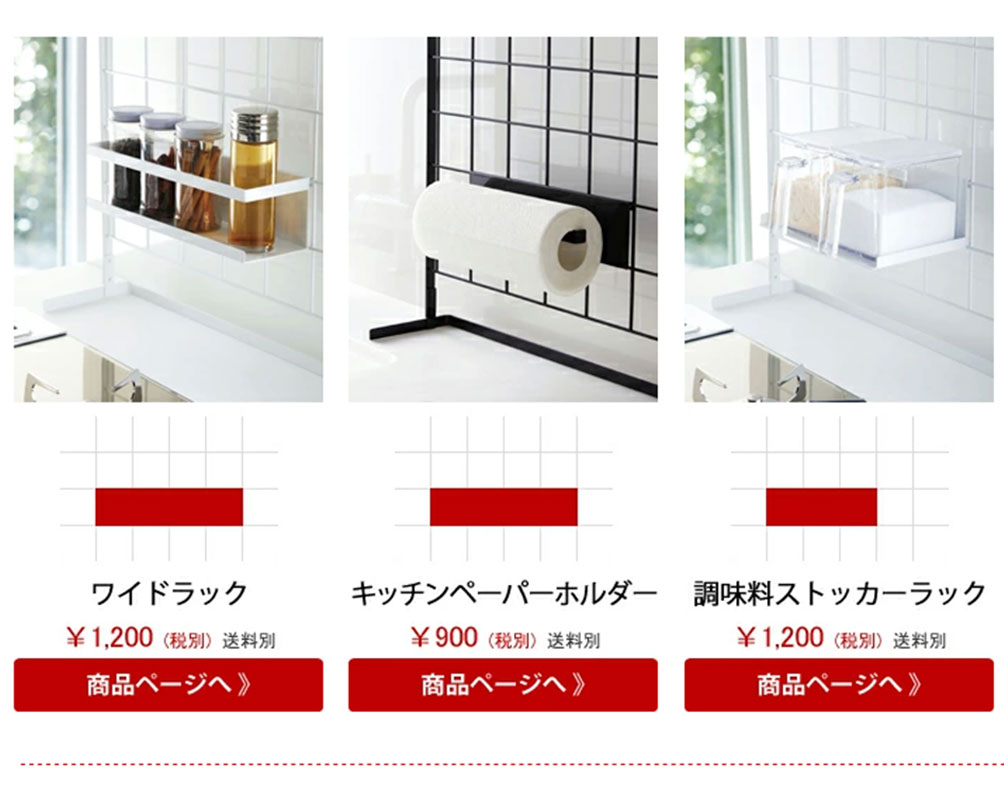 ワイドラック
￥1,200（税別）送料別
商品ページへ 》
キッチンペーパーホルダー
￥900（税別）送料別
商品ページへ 》
調味料ストッカーラック
￥1,200（税別）送料別
商品ページへ 》